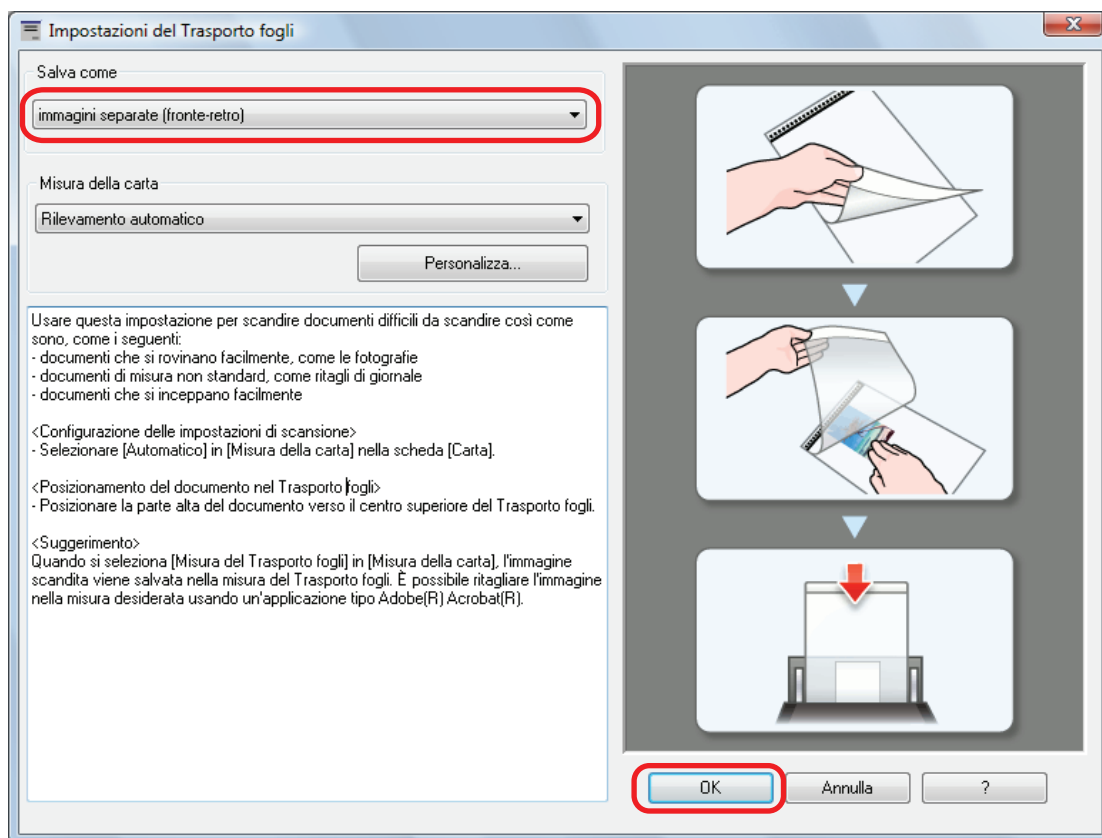 Impostazioni del Trasporto fogli
X
Salva come
immagini separate (fronte-retro)
Misura della carta
Rilevamento automatico
Personalizza...
Usare questa impostazione per scandire documenti difficili da scandire così come
sono, come i seguenti:
- documenti che si rovinano facilmente, come le fotografie
- documenti di misura non standard, come ritagli di giornale
- documenti che si inceppano facilmente
<Configurazione delle impostazioni di scansione>
- Selezionare [Automatico] in [Misura della carta] nella scheda [Carta].
<Posizionamento del documento nel Trasporto fogli>
- Posizionare la parte alta del documento verso il centro superiore del Trasporto fogli.
<Suggerimento>
Quando si seleziona [Misura del Trasporto fogli] in [Misura della carta], l'immagine
scandita viene salvata nella misura del Trasporto fogli. È possibile ritagliare l'immagine
nella misura desiderata usando un'applicazione tipo Adobe(R) Acrobat(R).
OK
Annulla
?